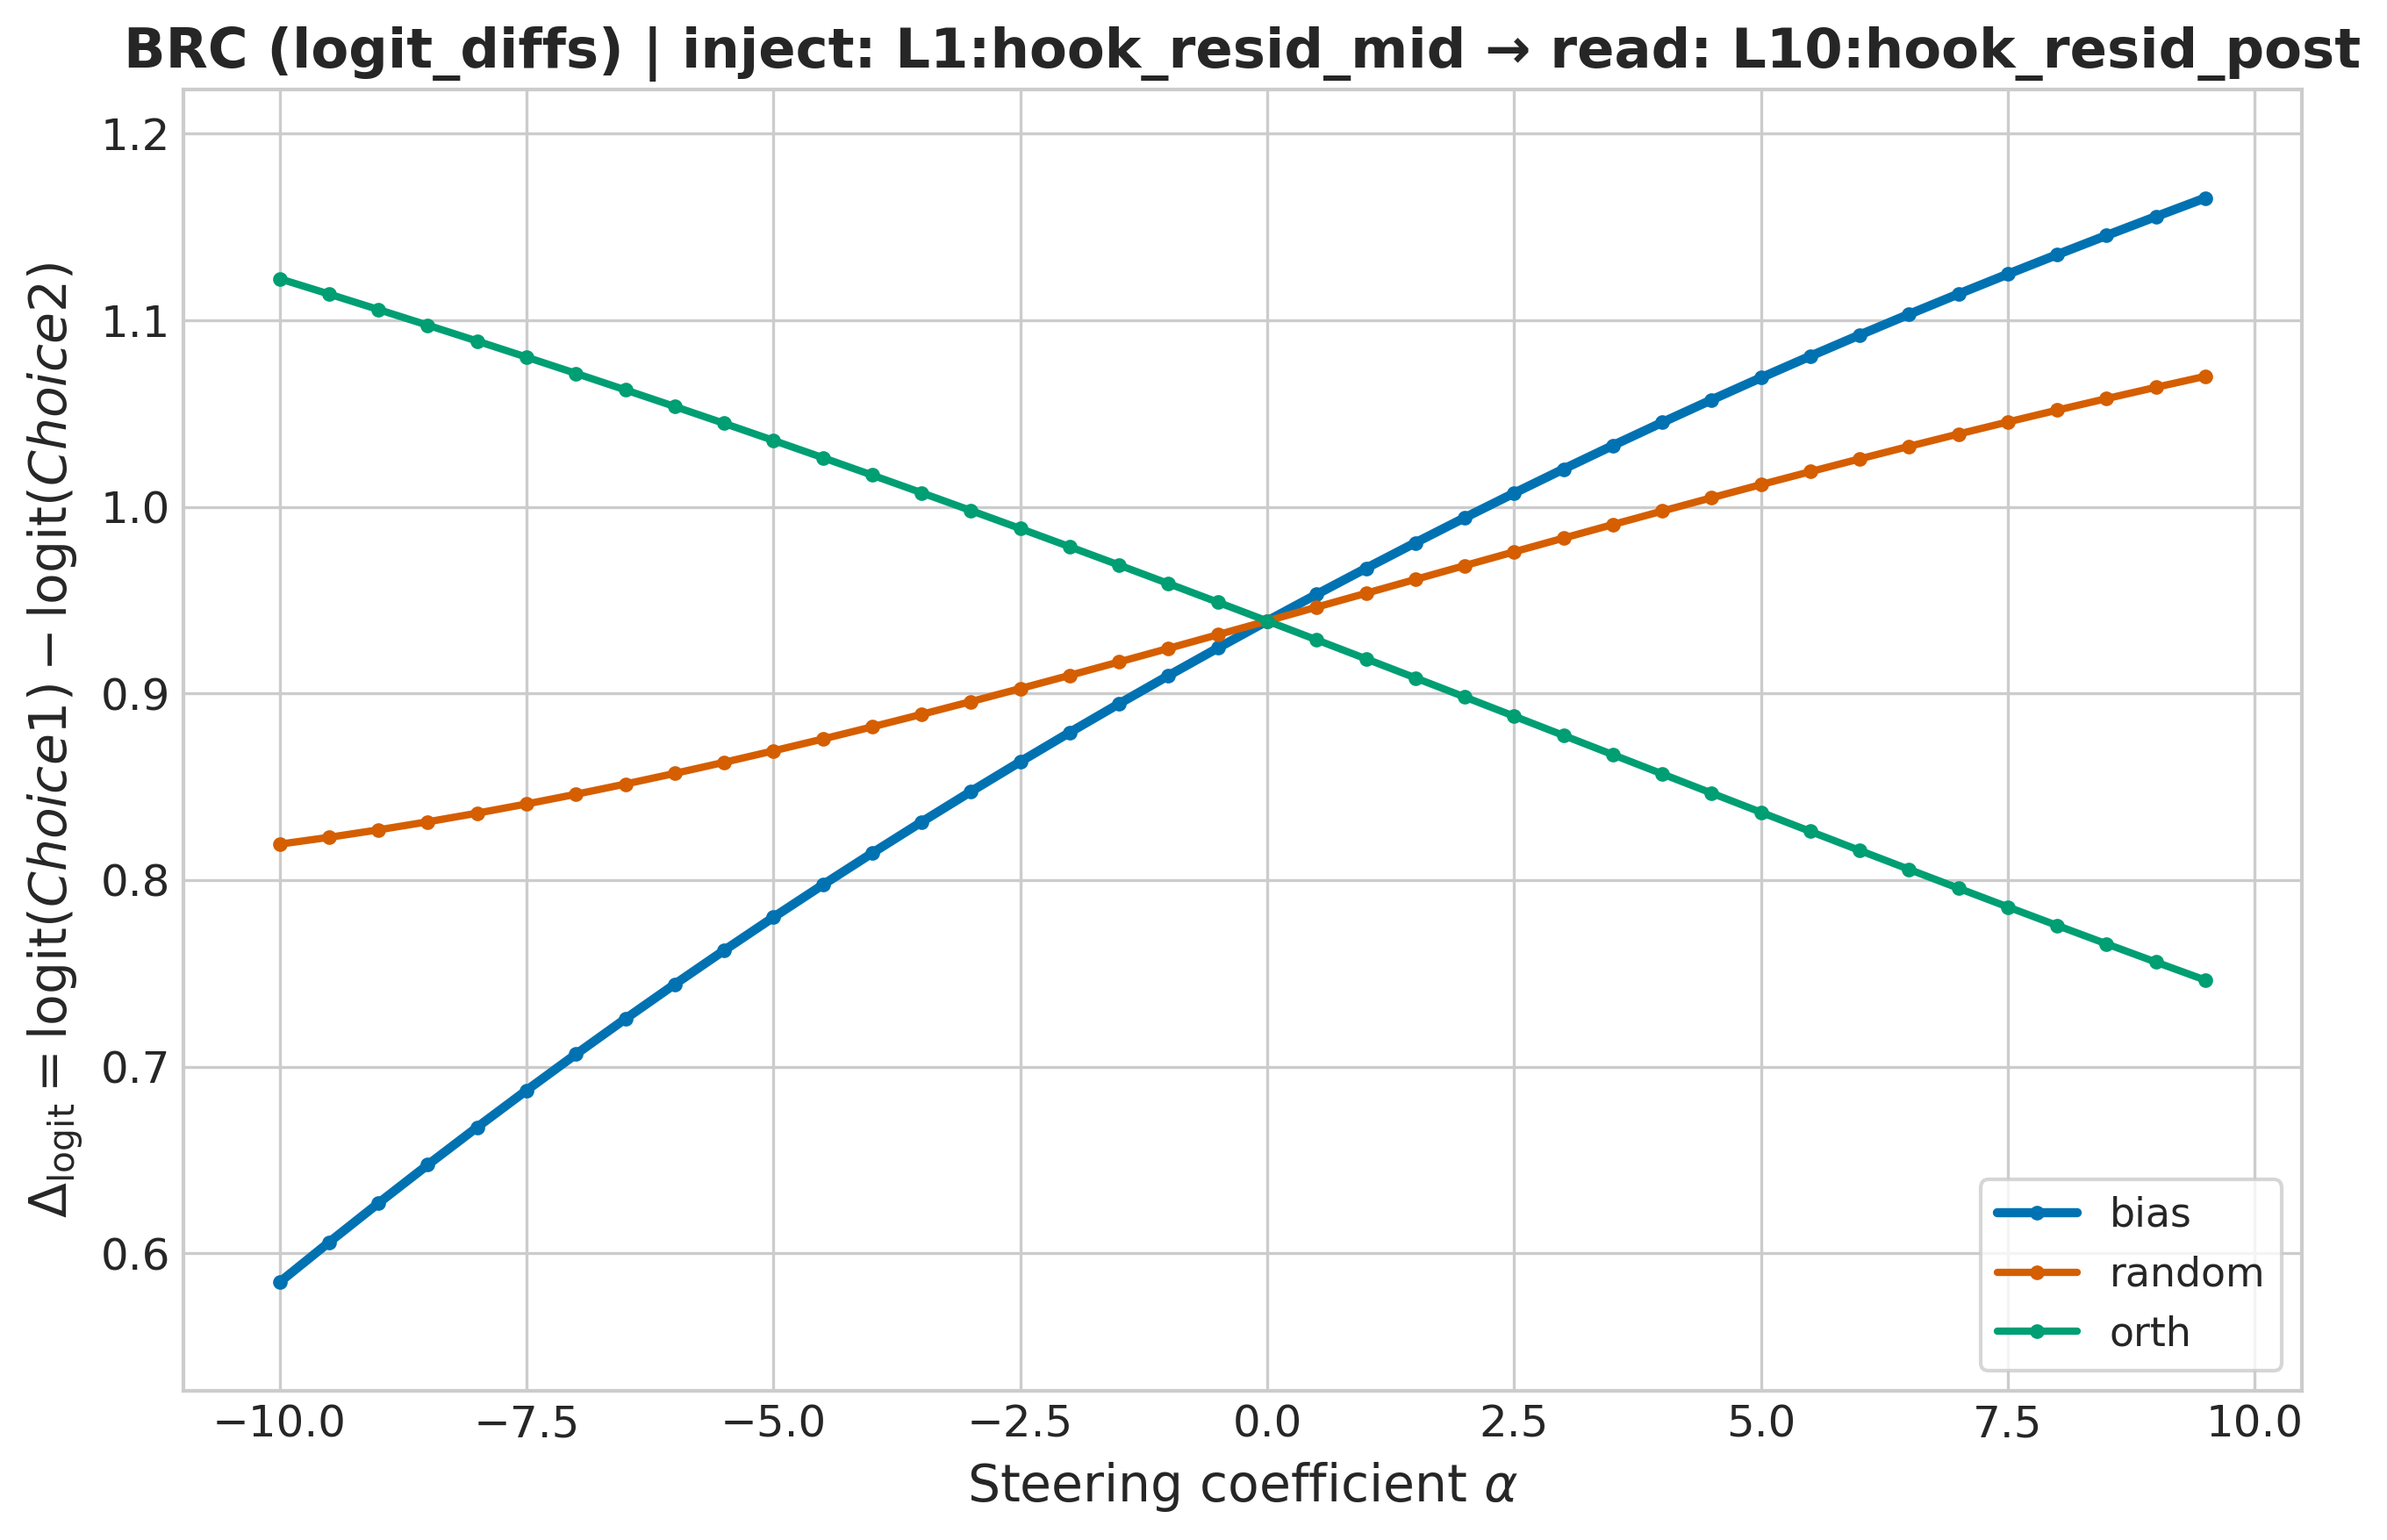 BRC (logit_diffs) | inject: L1:hook_resid_mid → read: L10:hook_resid_post
Δlogit = logit(Choice1) − logit(Choice2)
1.2
1.1
1.0
0.9
0.8
0.7
0.6
−10.0 −7.5 −5.0 −2.5 0.0 2.5 5.0 7.5 10.0
Steering coefficient α
bias
random
orth